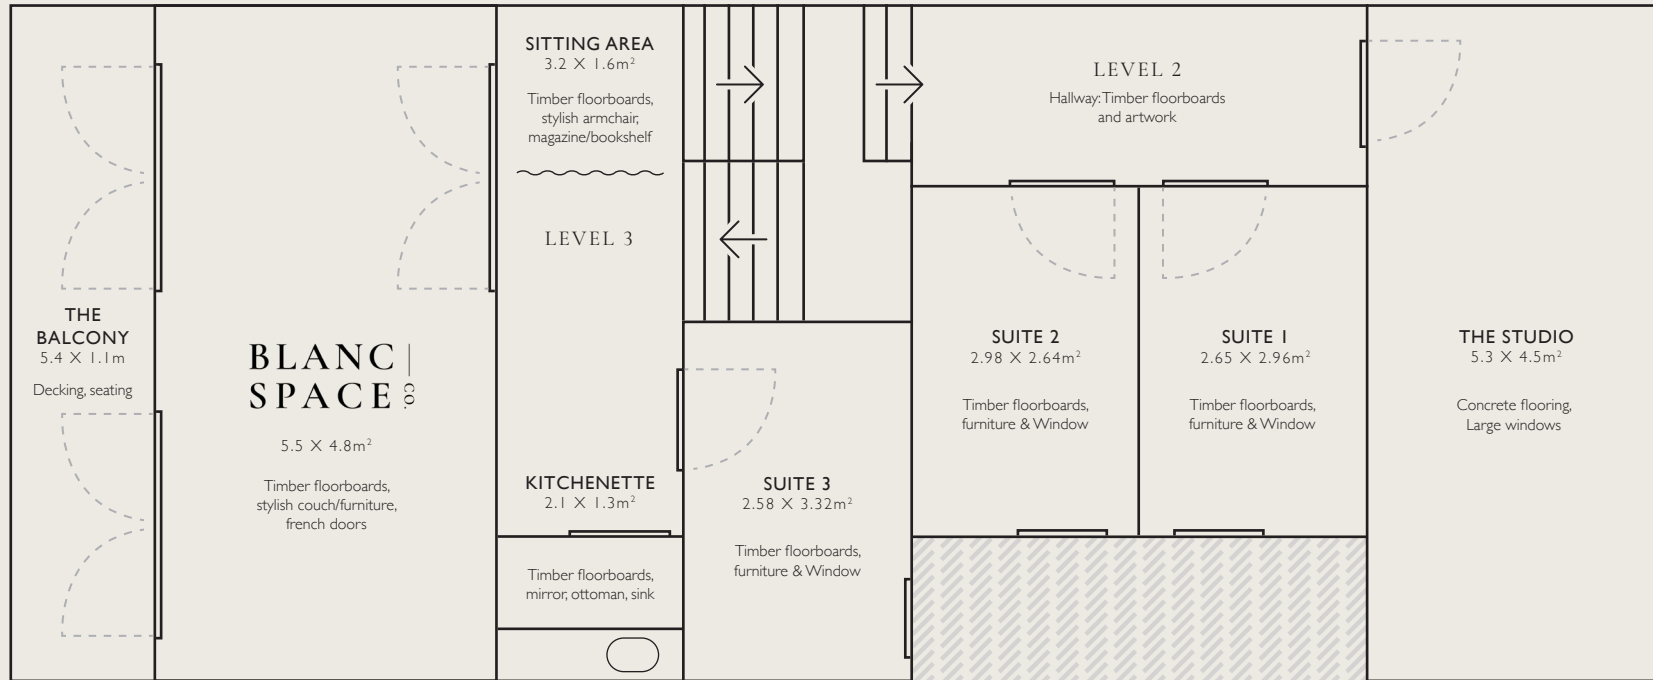 THE
BALCONY
5.4 X 1.1m
Decking, seating
BLANC
SPACE
CO.
5.5 X 4.8m²
Timber floorboards,
stylish couch/furniture,
french doors
SITTING AREA
3.2 X 1.6m²
Timber floorboards,
stylish armchair,
magazine/bookshelf
LEVEL 3
KITCHENETTE
2.1 X 1.3m²
Timber floorboards,
mirror, ottoman, sink
SUITE 3
2.58 X 3.32m²
Timber floorboards,
furniture & Window
LEVEL 2
Hallway: Timber floorboards
and artwork
SUITE 2
2.98 X 2.64m²
Timber floorboards,
furniture & Window
SUITE 1
2.65 X 2.96m²
Timber floorboards,
furniture & Window
THE STUDIO
5.3 X 4.5m²
Concrete flooring,
Large windows